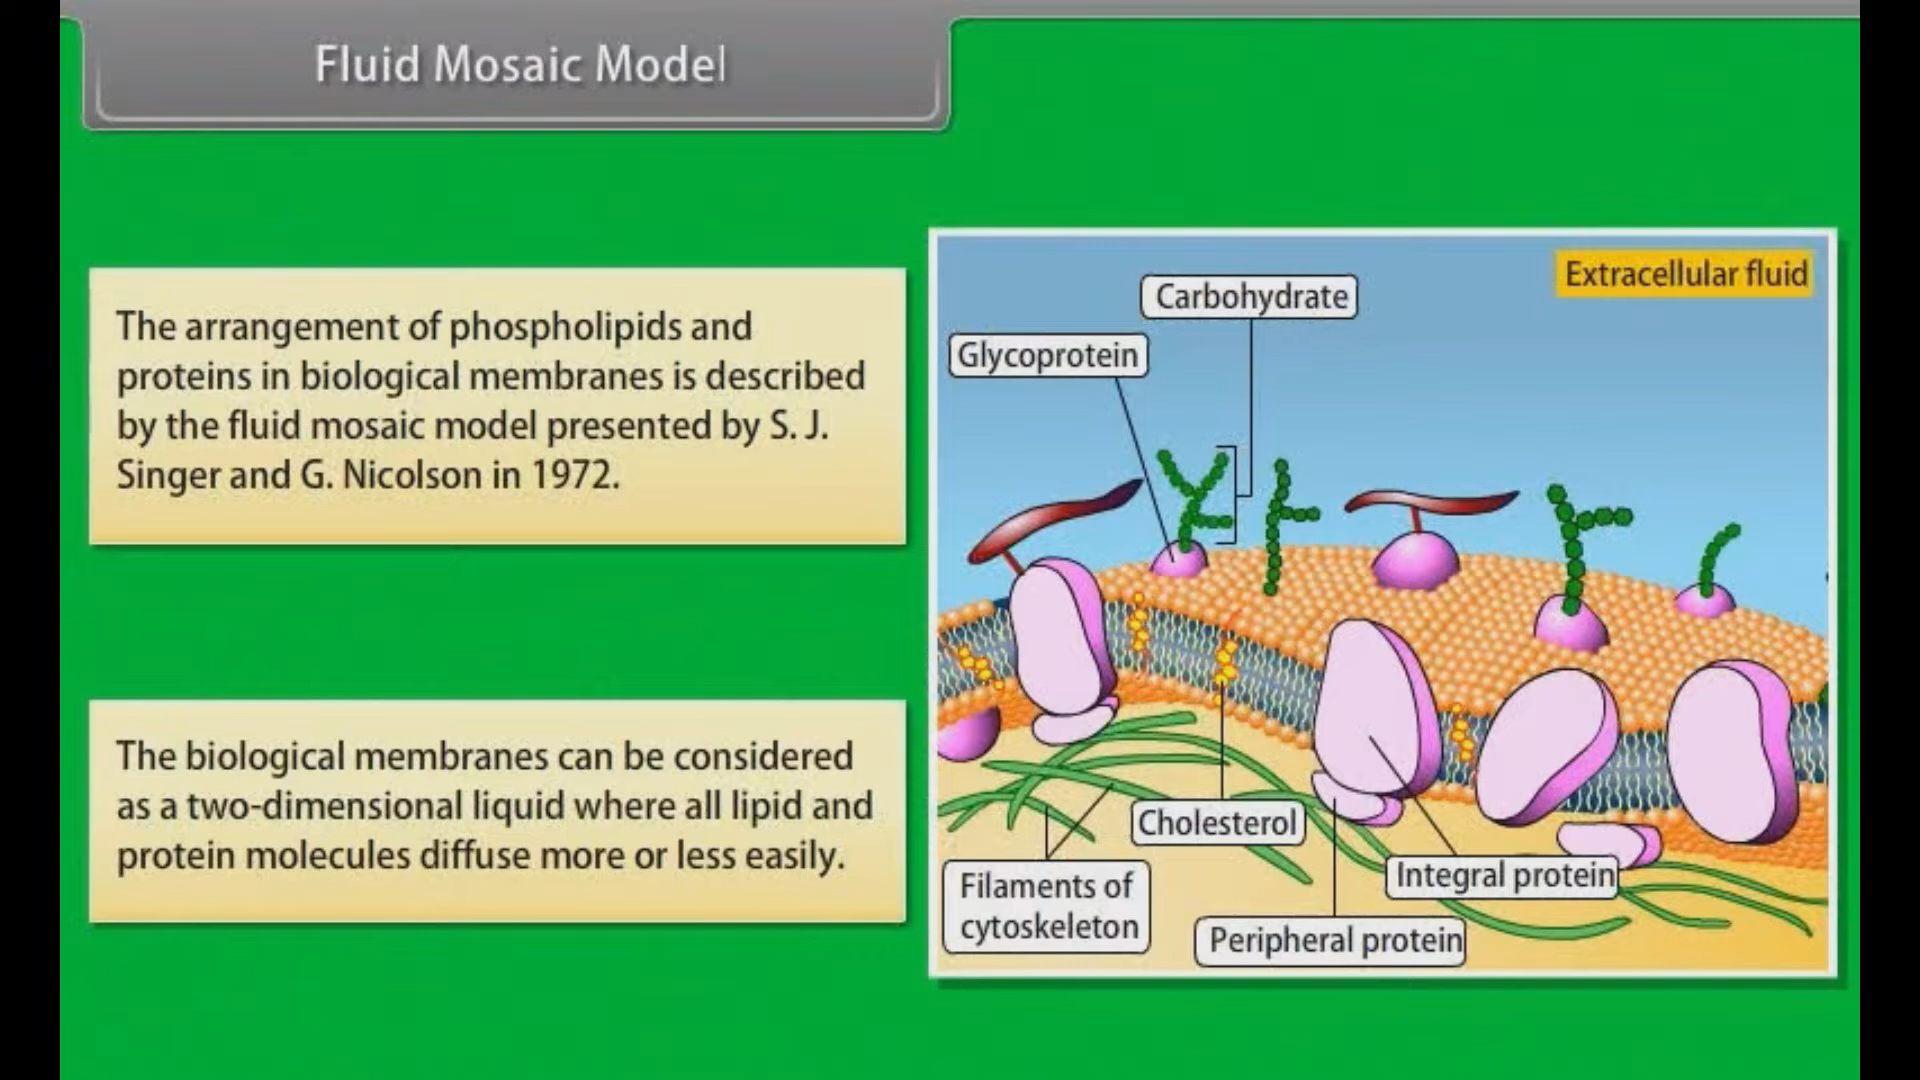 Fluid Mosaic Model
The arrangement of phospholipids and
proteins in biological membranes is described
by the fluid mosaic model presented by S. J.
Singer and G. Nicolson in 1972.
The biological membranes can be considered
as a two-dimensional liquid where all lipid and
protein molecules diffuse more or less easily.
Extracellular fluid
Carbohydrate
Glycoprotein
Cholesterol
Integral protein
Filaments of
cytoskeleton
Peripheral protein